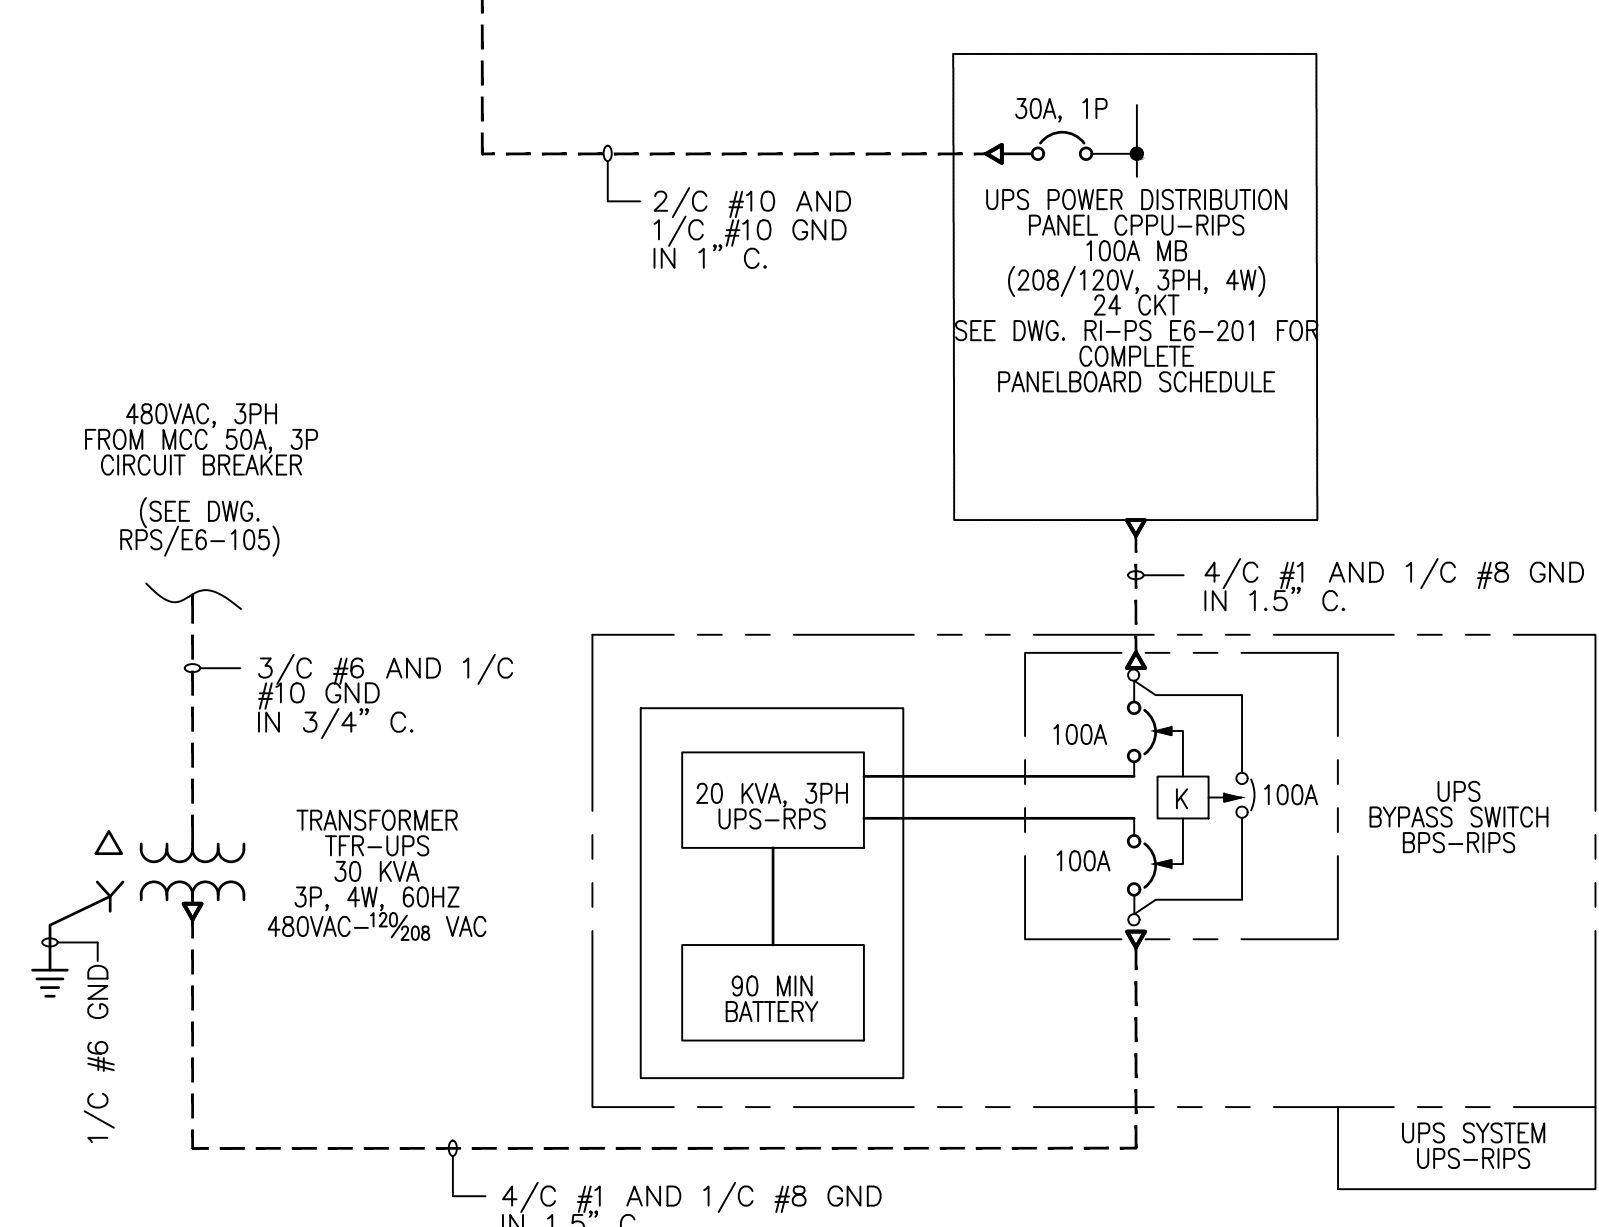 30A, 1P
2/C #10 AND
1/C #10 GND
IN 1” C.
UPS POWER DISTRIBUTION
PANEL CPPU-RIPS
100A MB
(208/120V, 3PH, 4W)
24 CKT
SEE DWG. RI-PS E6-201 FOR
COMPLETE
PANELBOARD SCHEDULE
480VAC, 3PH
FROM MCC 50A, 3P
CIRCUIT BREAKER
(SEE DWG.
RPS/E6-105)
4/C #1 AND 1/C #8 GND
IN 1.5” C.
3/C #6 AND 1/C
#10 GND
IN 3/4” C.
100A
20 KVA, 3PH
UPS-RPS
K
100A
UPS
BYPASS SWITCH
BPS-RIPS
TRANSFORMER
TFR-UPS
30 KVA
3P, 4W, 60HZ
480VAC-120/208 VAC
100A
1/C #6 GND
90 MIN
BATTERY
UPS SYSTEM
UPS-RIPS
4/C #1 AND 1/C #8 GND
IN 1.5” C.